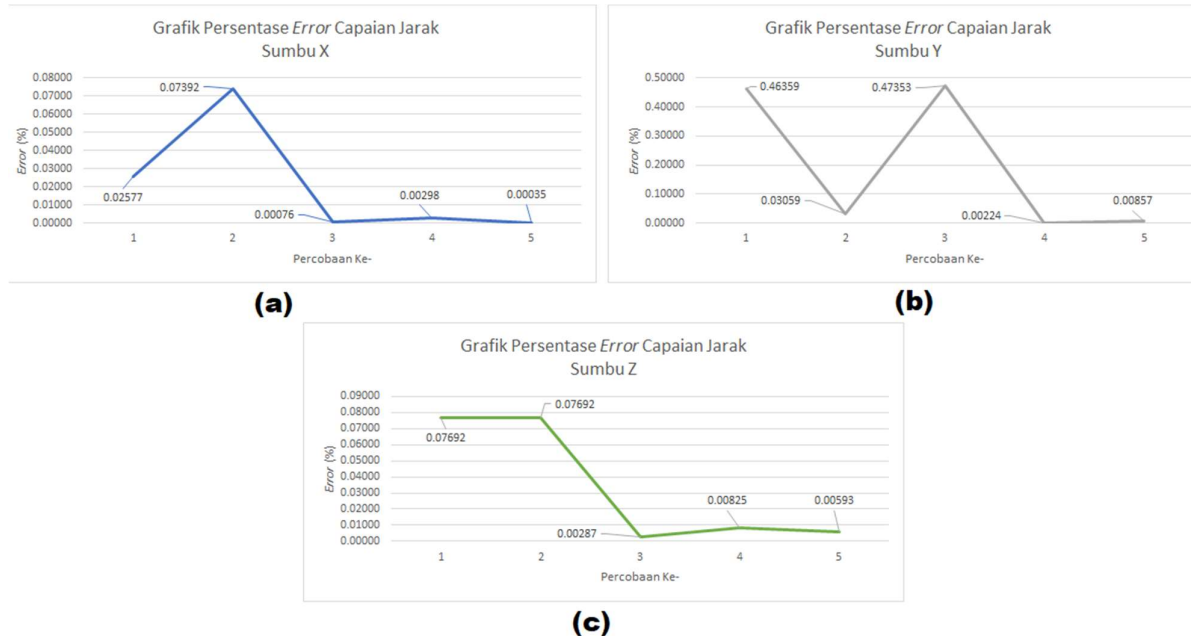 Grafik Persentase Error Capaian Jarak
Sumbu X
0.08000
0.07000
0.06000
0.05000
0.04000
0.03000
0.02000
0.01000
0.00000
Error (%)
0.02577
0.07392
0.00076
0.00298
0.00035
1 2 3 4 5
Percobaan Ke-
(a)
Grafik Persentase Error Capaian Jarak
Sumbu Y
0.50000
0.40000
0.30000
0.20000
0.10000
0.00000
Error (%)
0.46359
0.03059
0.47353
0.00224
0.00857
1 2 3 4 5
Percobaan Ke-
(b)
Grafik Persentase Error Capaian Jarak
Sumbu Z
0.09000
0.08000
0.07000
0.06000
0.05000
0.04000
0.03000
0.02000
0.01000
0.00000
Error (%)
0.07692
0.07692
0.00287
0.00825
0.00593
1 2 3 4 5
Percobaan Ke-
(c)